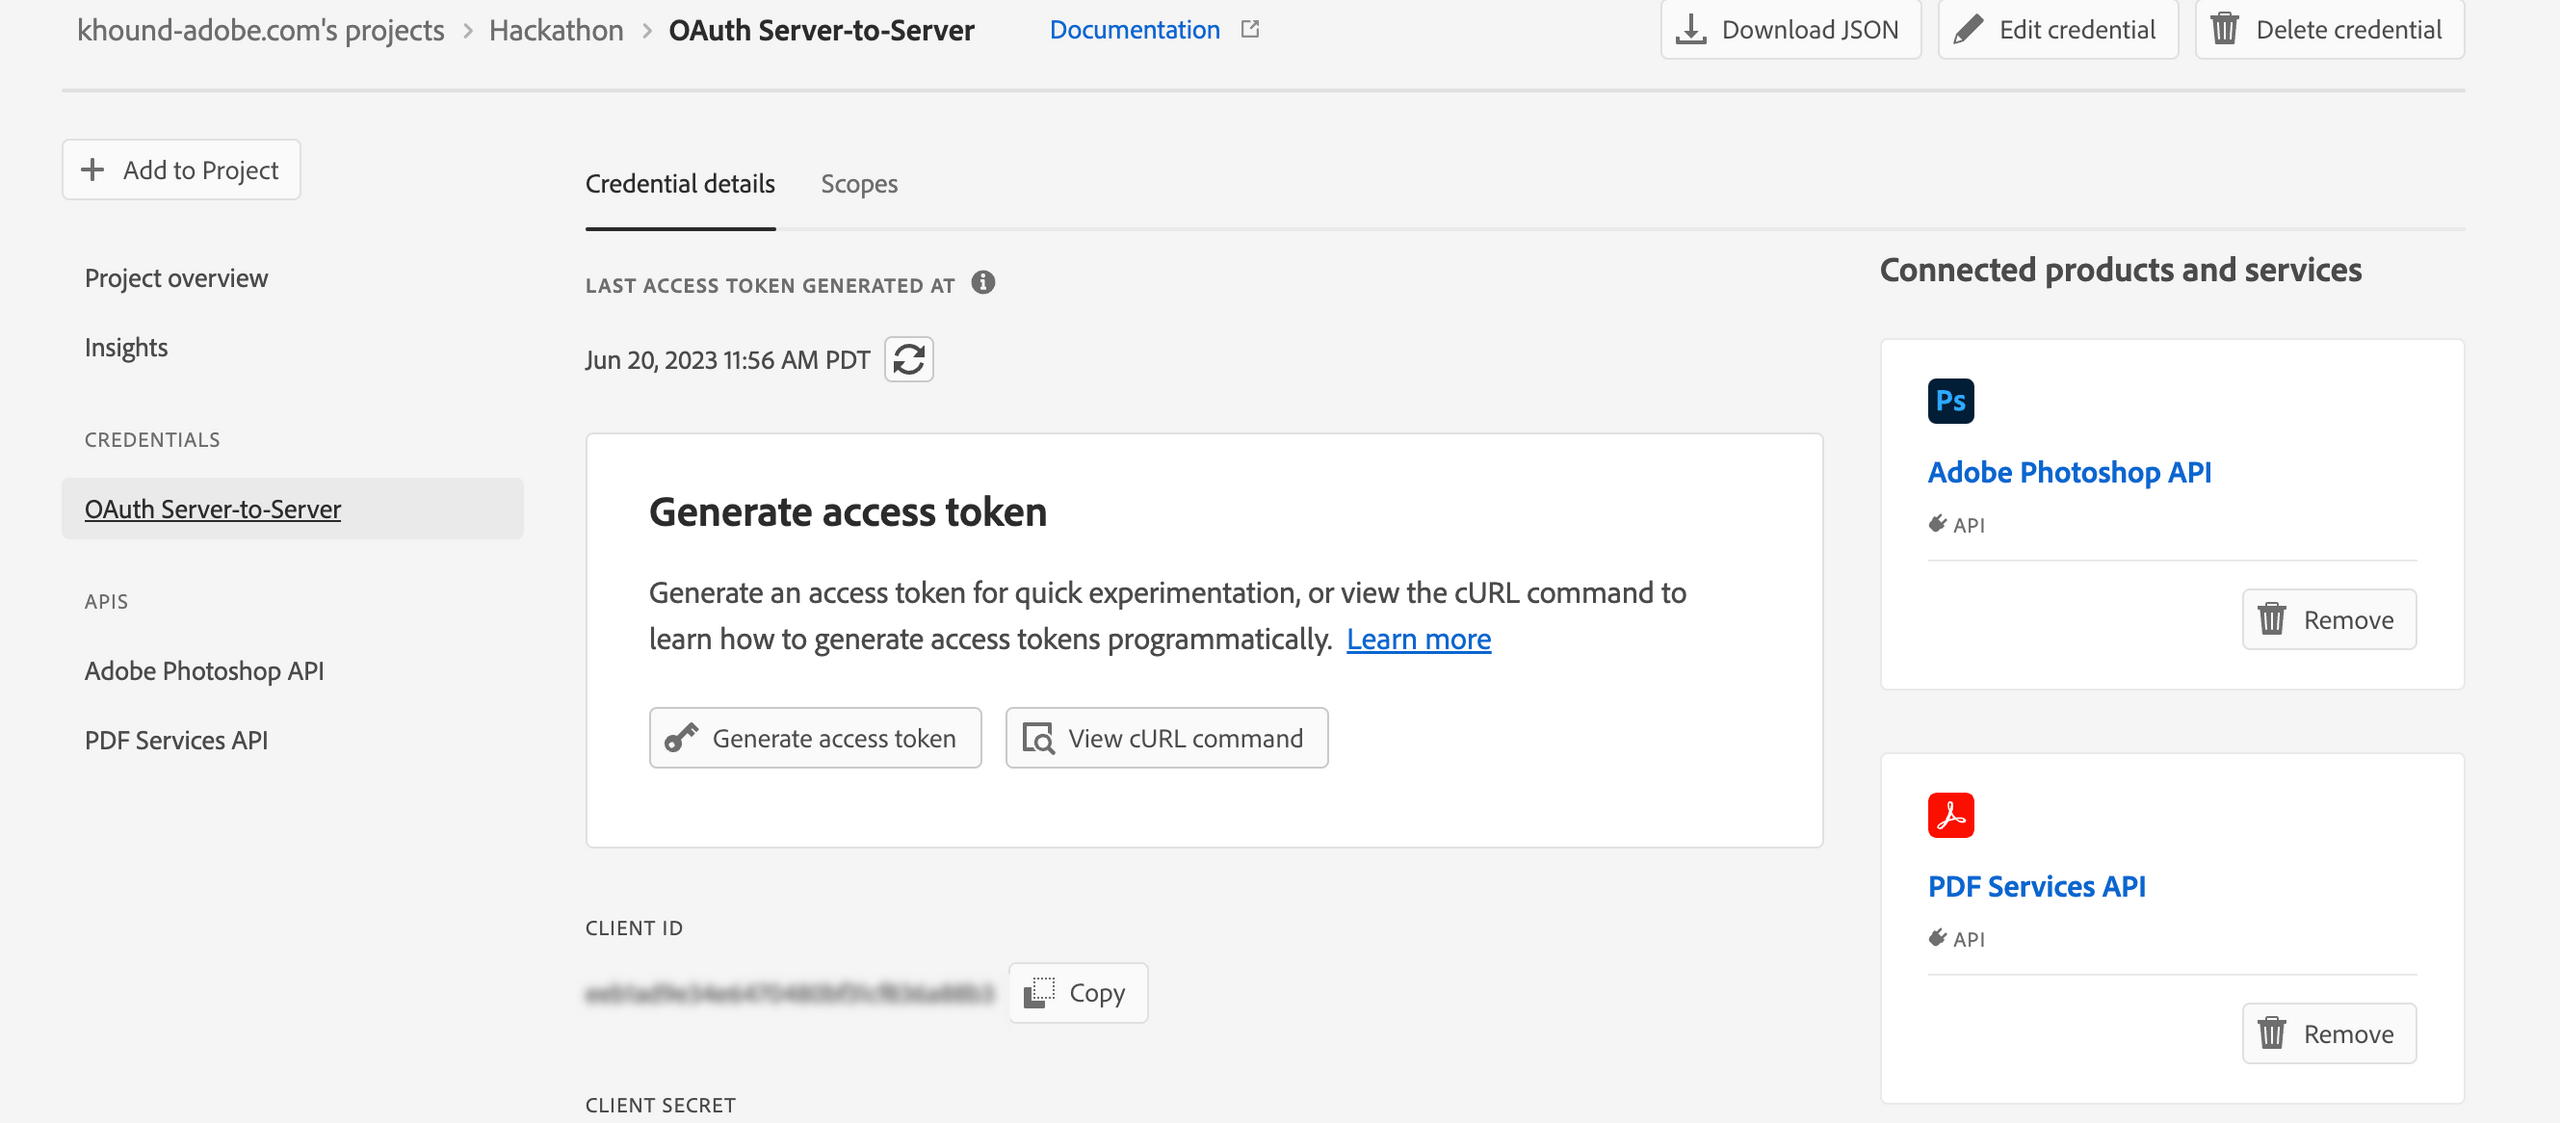 khound-adobe.com's projects > Hackathon > OAuth Server-to-Server Documentation
Download JSON Edit credential Delete credential
Add to Project
Project overview
Insights
CREDENTIALS
OAuth Server-to-Server
APIS
Adobe Photoshop API
PDF Services API
Credential details Scopes
LAST ACCESS TOKEN GENERATED AT
Jun 20, 2023 11:56 AM PDT
Generate access token
Generate an access token for quick experimentation, or view the cURL command to
learn how to generate access tokens programmatically. Learn more
Generate access token View cURL command
CLIENT ID
Copy
CLIENT SECRET
Connected products and services
Ps
Adobe Photoshop API
API
Remove
PDF Services API
API
Remove